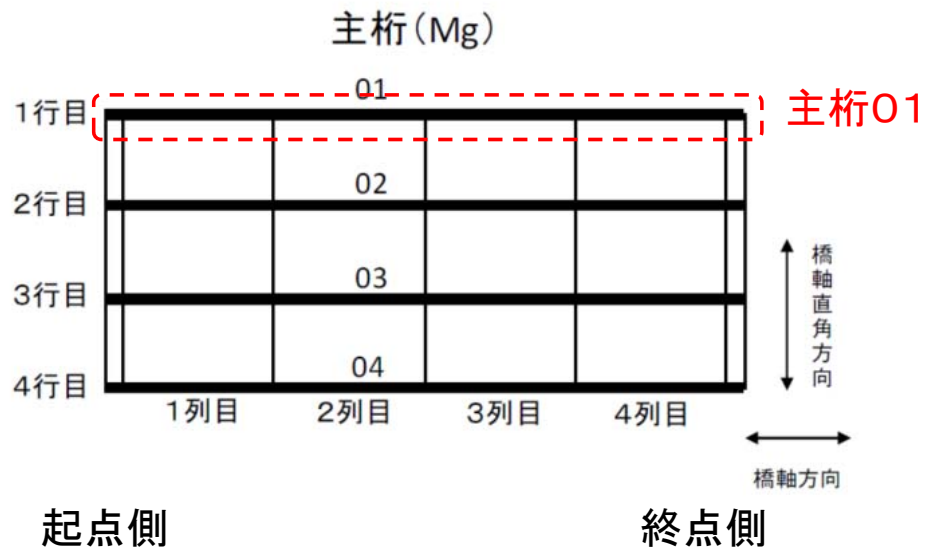 主桁(Mg)
01
1行目
主桁01
02
2行目
03
3行目
04
4行目
1列目 2列目 3列目 4列目
橋軸直角方向
橋軸方向
起点側 終点側